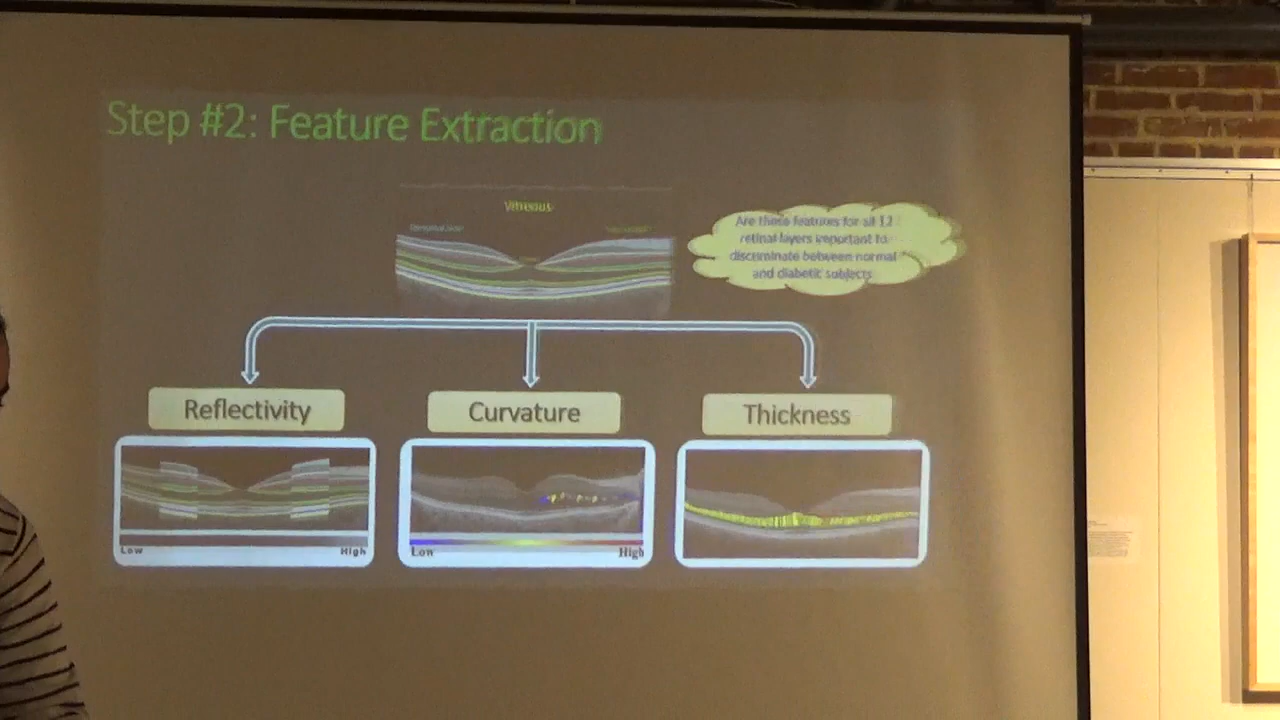 Step #2: Feature Extraction
Vitreous
Are these features for all 12
retinal layers important to
discriminate between normal
and diabetic subjects
Reflectivity
Curvature
Thickness
Low
High
Low
High